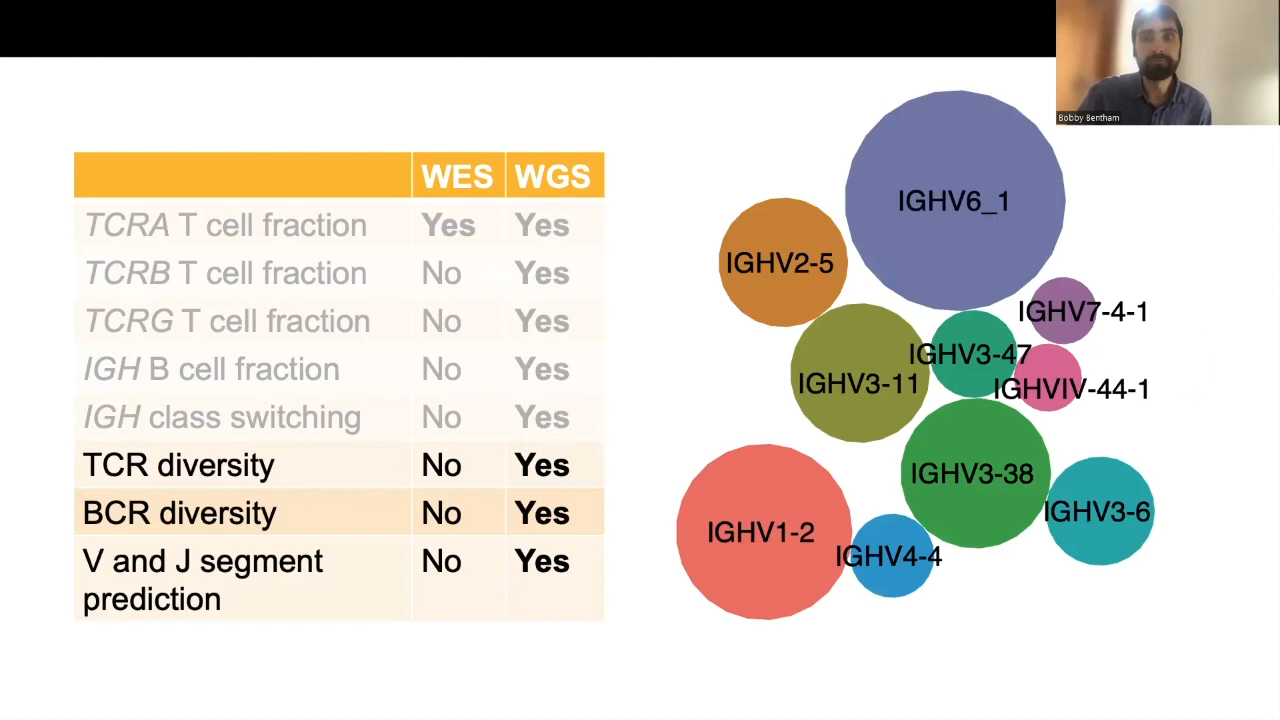 WES WGS
TCRA T cell fraction Yes Yes
TCRB T cell fraction No Yes
TCRG T cell fraction No Yes
IGH B cell fraction No Yes
IGH class switching No Yes
TCR diversity No Yes
BCR diversity No Yes
V and J segment No Yes
prediction
IGHV6_1
IGHV2-5
IGHV7-4-1
IGHV3-47
IGHV3-11
IGHVIV-44-1
IGHV3-38
IGHV3-6
IGHV1-2
IGHV4-4
Bobby Bentham